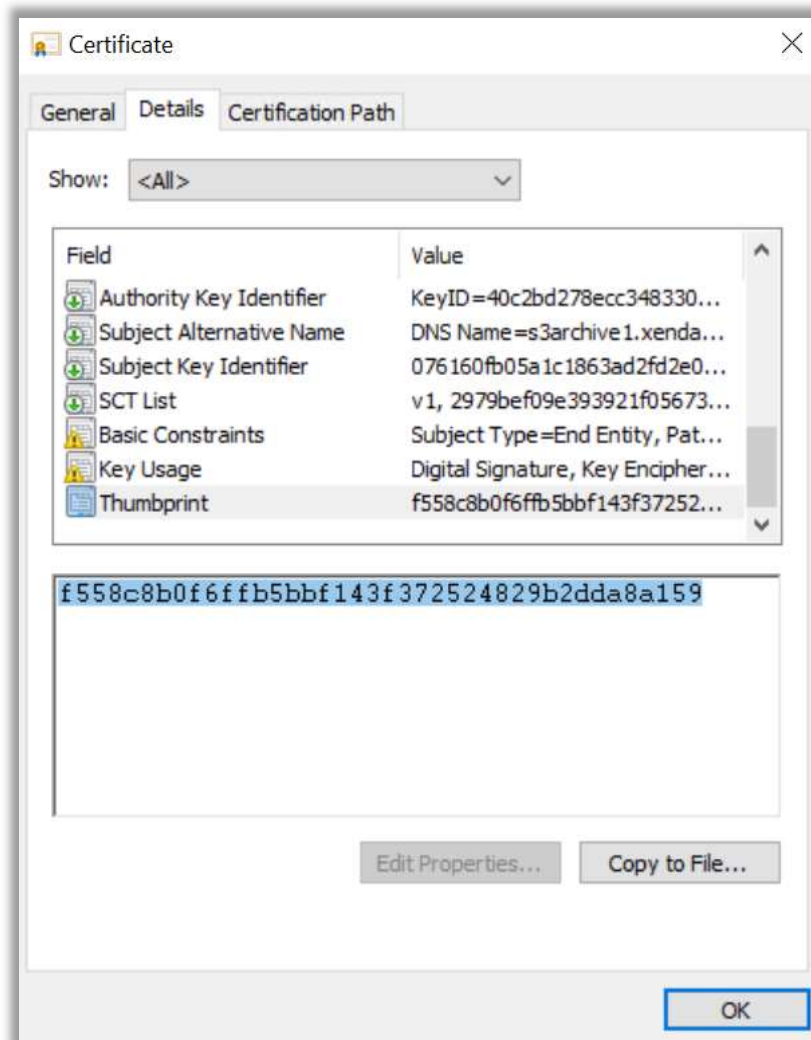 Certificate
General Details Certification Path
Show: <All>
Field Value
Authority Key Identifier KeyID=40c2bd278ecc348330...
Subject Alternative Name DNS Name=s3archive1.xenda...
Subject Key Identifier 076160fb05a1c1863ad2fd2e0...
SCT List v1, 2979bef09e393921f05673...
Basic Constraints Subject Type=End Entity, Pat...
Key Usage Digital Signature, Key Encipher...
Thumbprint f558c8b0f6ffb5bbf143f37252...
f558c8b0f6ffb5bbf143f372524829b2dda8a159
Edit Properties... Copy to File...
OK